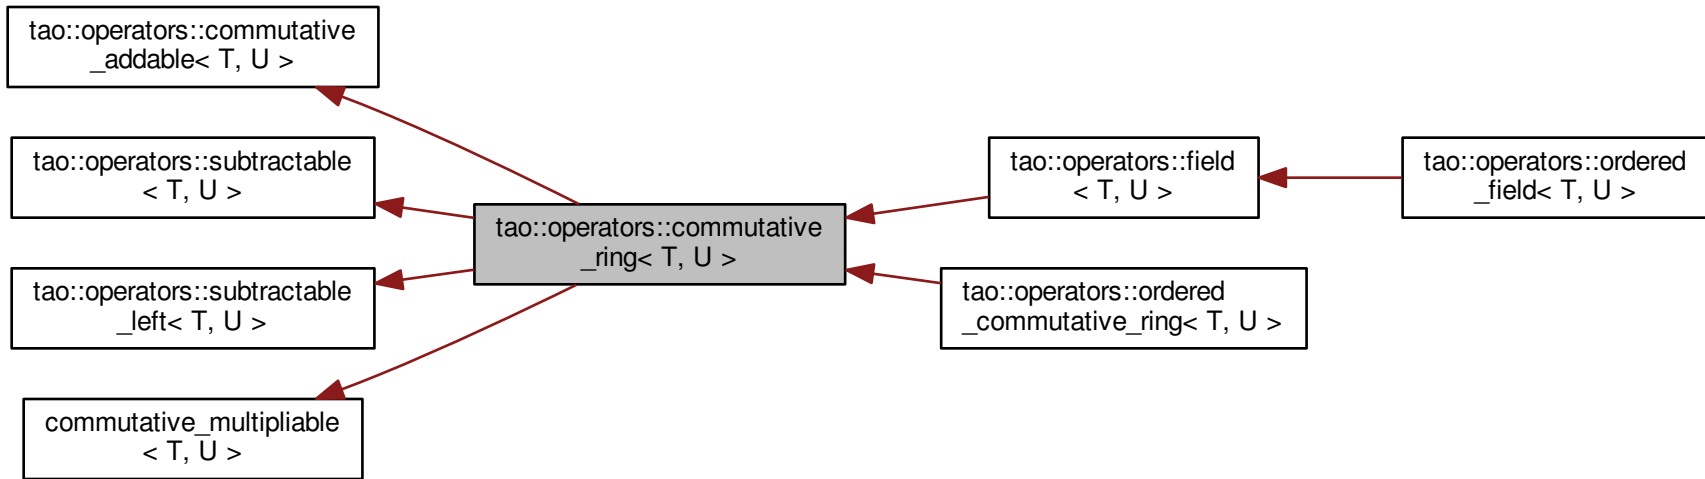 tao::operators::commutative
_addable< T, U >
tao::operators::subtractable
< T, U >
tao::operators::subtractable
_left< T, U >
commutative_multipliable
< T, U >
tao::operators::commutative
_ring< T, U >
tao::operators::field
< T, U >
tao::operators::ordered
_commutative_ring< T, U >
tao::operators::ordered
_field< T, U >